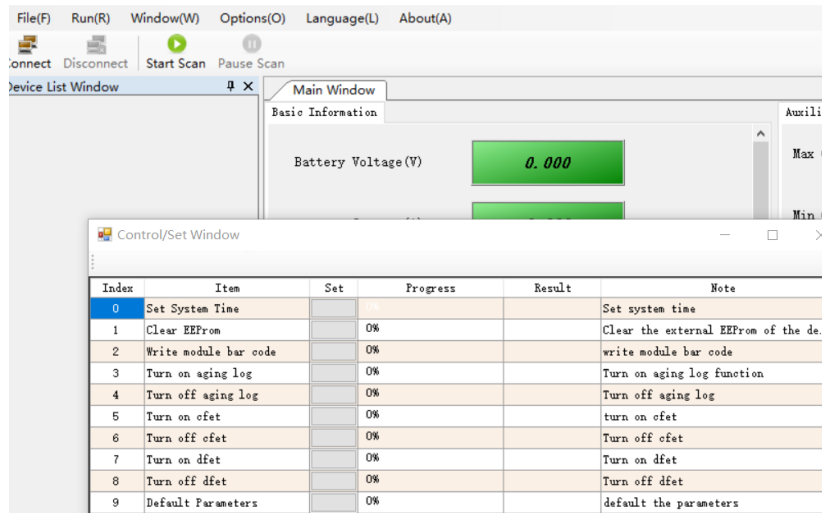 File(F) Run(R) Window(W) Options(O) Language(L) About(A)
onnect Disconnect Start Scan Pause Scan
evice List Window
Main Window
Basic Information
Auxili
Battery Voltage(V) 0.000
Max
Min
Control/Set Window
Index Item Set Progress Result Note
0 Set System Time 0% Set system time
1 Clear EEProm 0% Clear the external EEProm of the de.
2 Write module bar code 0% write module bar code
3 Turn on aging log 0% Turn on aging log function
4 Turn off aging log 0% Turn off aging log
5 Turn on cfet 0% turn on cfet
6 Turn off cfet 0% Turn off cfet
7 Turn on dfet 0% Turn on dfet
8 Turn off dfet 0% Turn off dfet
9 Default Parameters 0% default the parameters